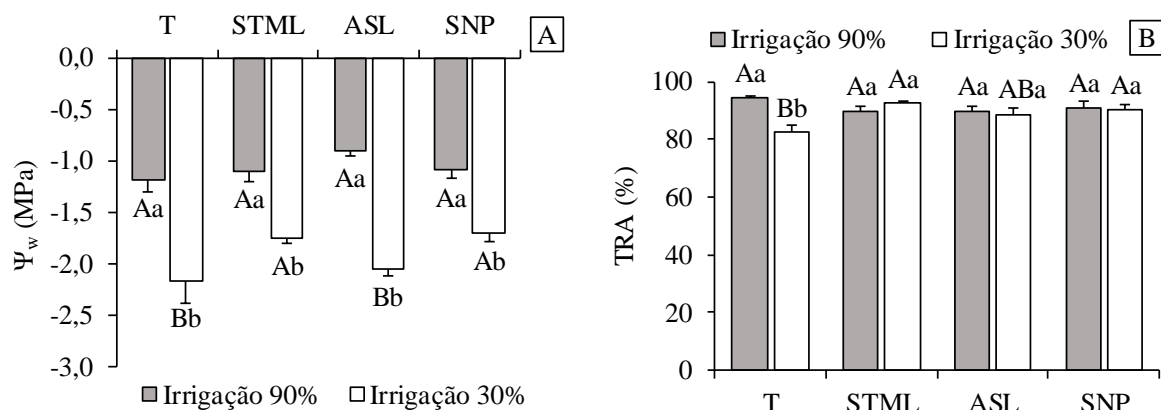 T STML ASL SNP
A
0,0
-0,5
-1,0
-1,5
-2,0
-2,5
-3,0
Ψw (MPa)
Aa Aa Aa Aa
Bb Ab Bb Ab
Irrigação 90% Irrigação 30%
Irrigação 90% Irrigação 30%
B
100
80
60
40
20
0
TRA (%)
Aa Bb Aa Aa Aa ABa Aa Aa
T STML ASL SNP